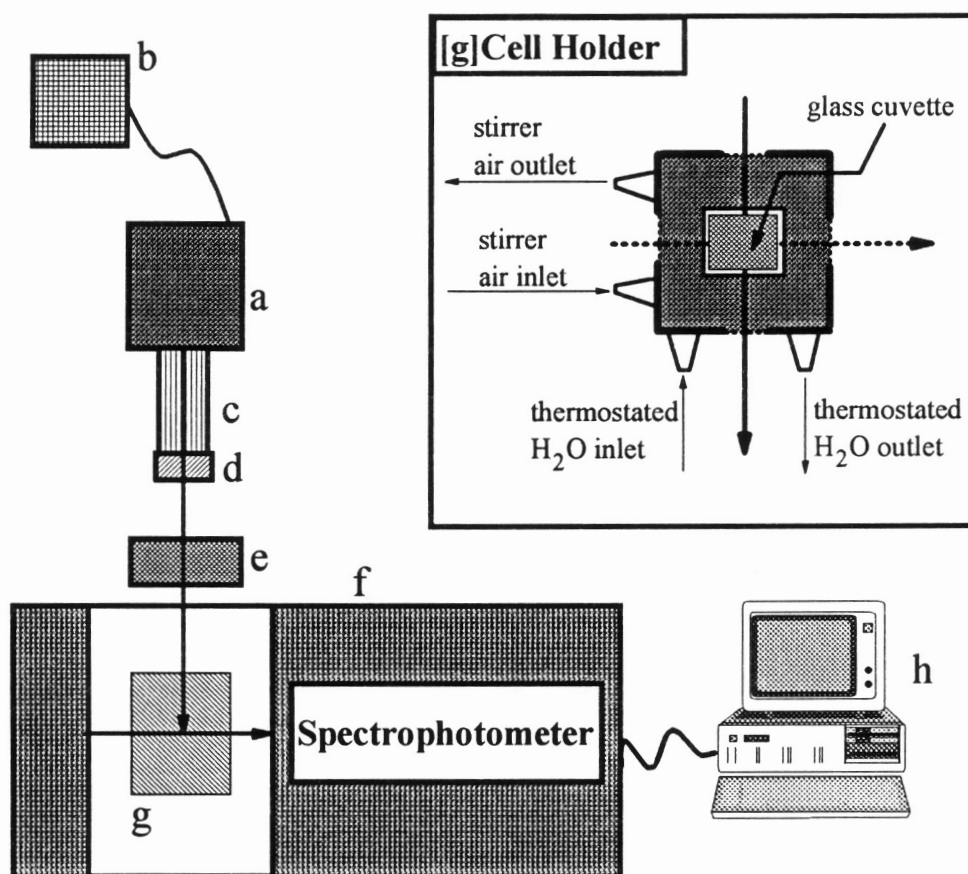 b
a
c
d
e
f
g
h
Spectrophotometer
[g]Cell Holder
glass cuvette
stirrer
air outlet
stirrer
air inlet
thermostated
H₂O inlet
thermostated
H₂O outlet